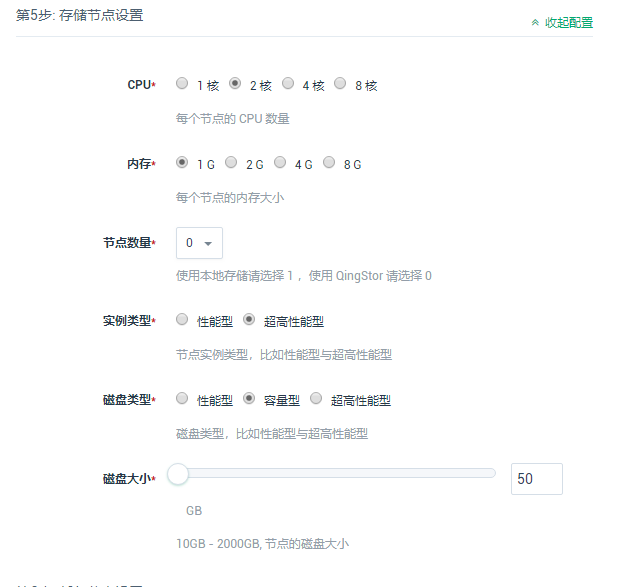 第5步: 存储节点设置
收起配置
CPU* 1 核 2 核 4 核 8 核
每个节点的 CPU 数量
内存* 1 G 2 G 4 G 8 G
每个节点的内存大小
节点数量* 0
使用本地存储请选择 1 ，使用 QingStor 请选择 0
实例类型* 性能型 超高性能型
节点实例类型，比如性能型与超高性能型
磁盘类型* 性能型 容量型 超高性能型
磁盘类型，比如性能型与超高性能型
磁盘大小* 50
GB
10GB - 2000GB, 节点的磁盘大小